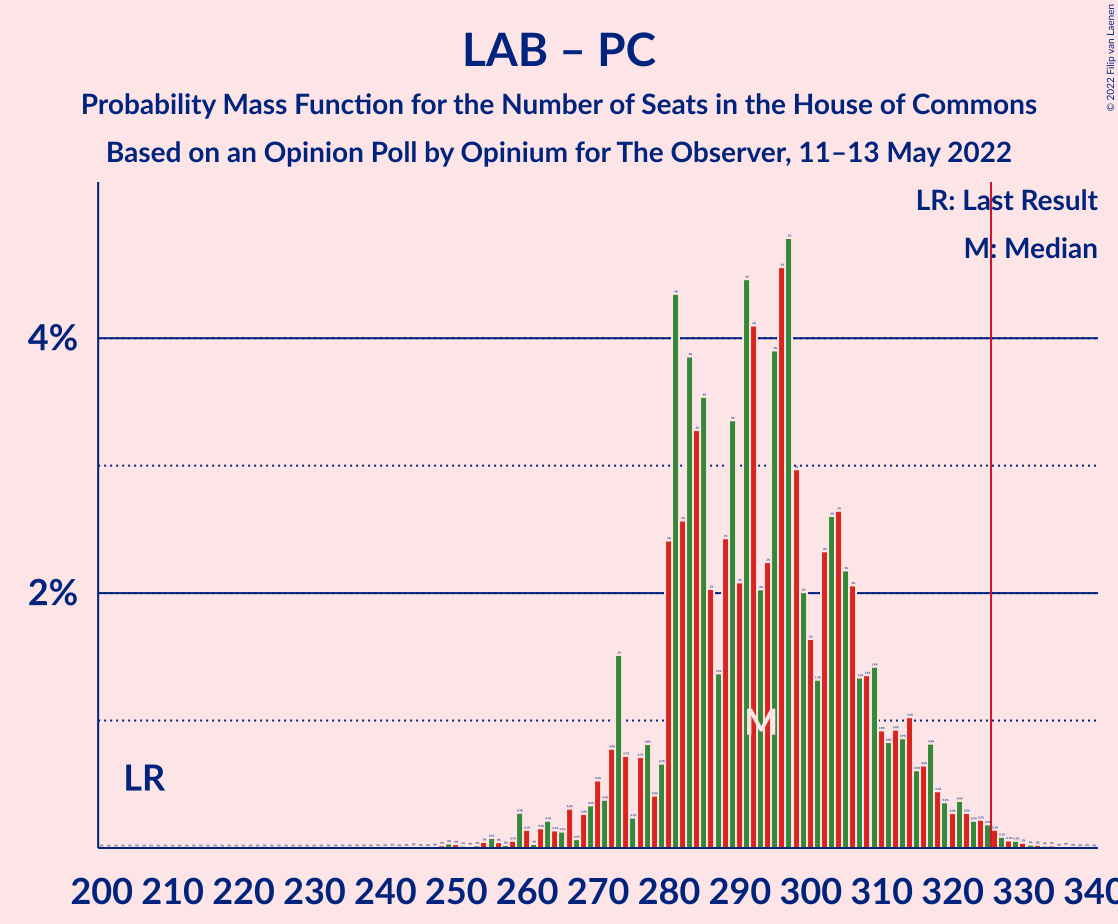 LAB – PC
Probability Mass Function for the Number of Seats in the House of Commons
Based on an Opinion Poll by Opinium for The Observer, 11–13 May 2022
© 2022 Filip van Laenen
LR: Last Result
M: Median
4%
2%
M
LR
200 210 220 230 240 250 260 270 280 290 300 310 320 330 340